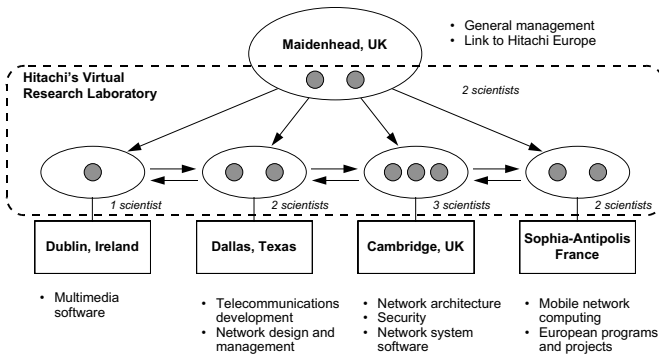 Maidenhead, UK
• General management
• Link to Hitachi Europe
Hitachi's Virtual
Research Laboratory
2 scientists
1 scientist
2 scientists
3 scientists
2 scientists
Dublin, Ireland
Dallas, Texas
Cambridge, UK
Sophia-Antipolis
France
• Multimedia
software
• Telecommunications
development
• Network design and
management
• Network architecture
• Security
• Network system
software
• Mobile network
computing
• European programs
and projects